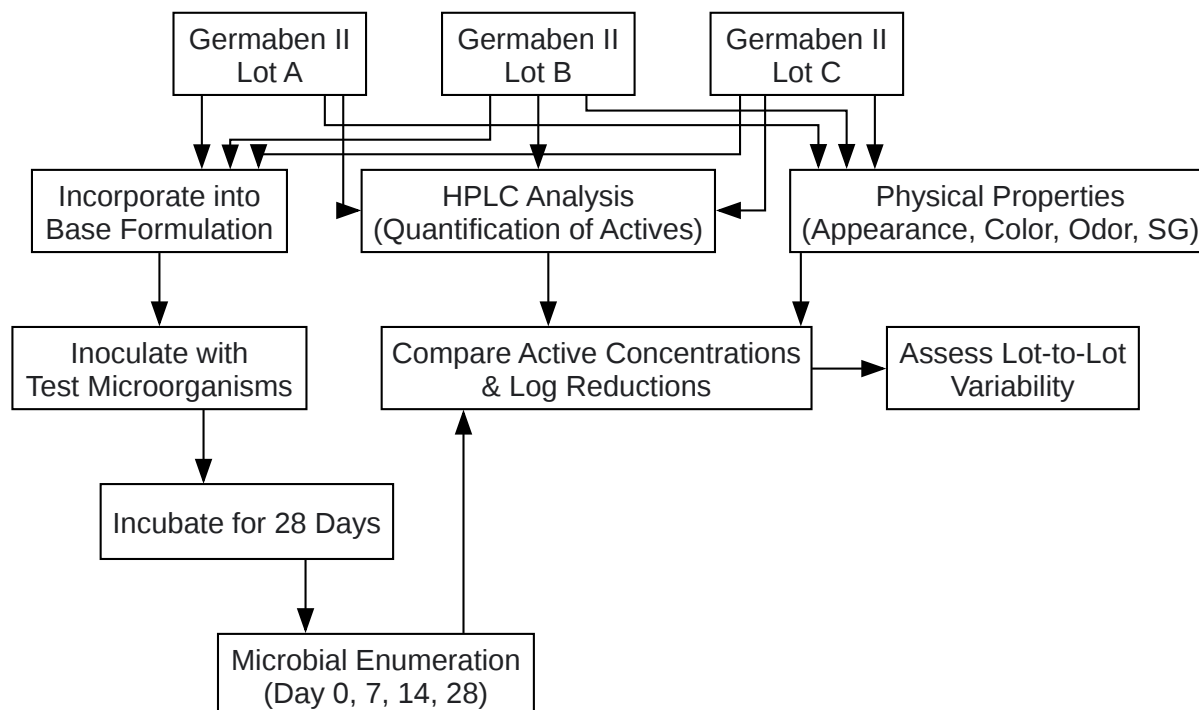 Germaben II
Lot A
Germaben II
Lot B
Germaben II
Lot C
Incorporate into
Base Formulation
HPLC Analysis
(Quantification of Actives)
Physical Properties
(Appearance, Color, Odor, SG)
Inoculate with
Test Microorganisms
Compare Active Concentrations
& Log Reductions
Assess Lot-to-Lot
Variability
Incubate for 28 Days
Microbial Enumeration
(Day 0, 7, 14, 28)